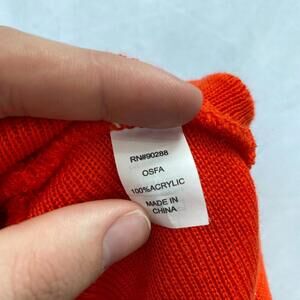 RN#90288
OSFA
100%ACRYLIC
MADE IN
CHINA